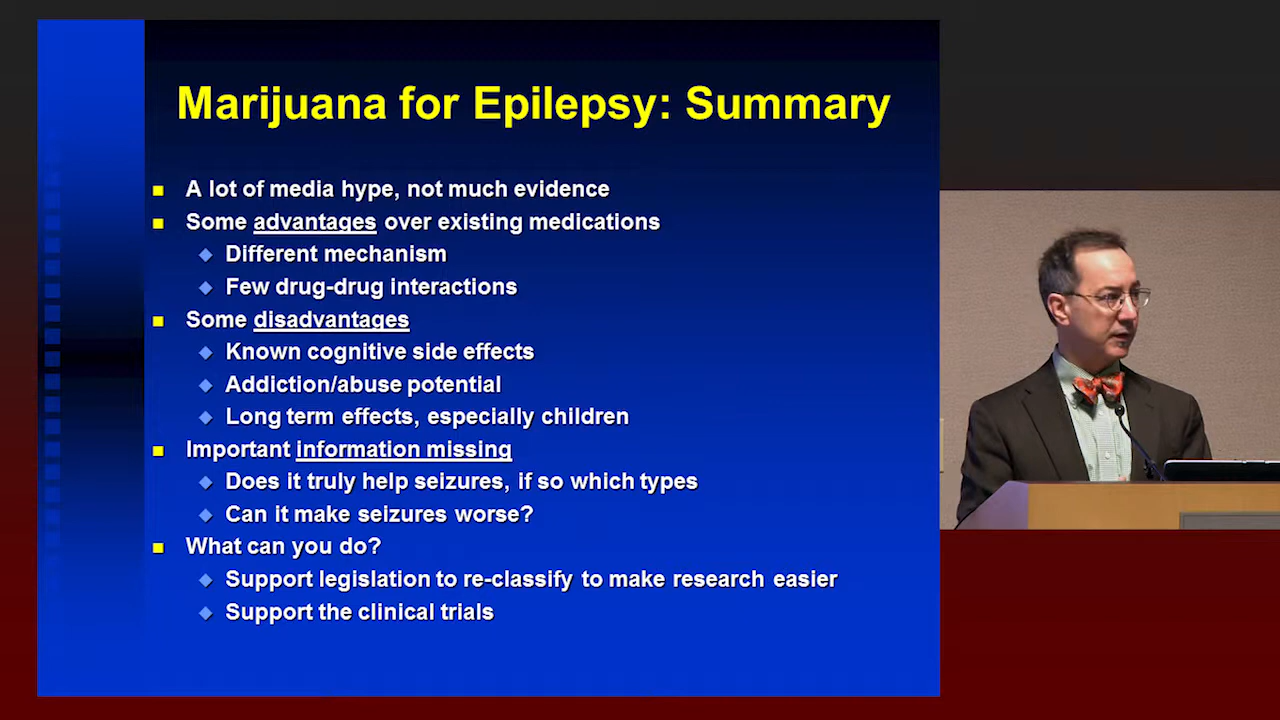 Marijuana for Epilepsy: Summary
A lot of media hype, not much evidence
Some advantages over existing medications
Different mechanism
Few drug-drug interactions
Some disadvantages
Known cognitive side effects
Addiction/abuse potential
Long term effects, especially children
Important information missing
Does it truly help seizures, if so which types
Can it make seizures worse?
What can you do?
Support legislation to re-classify to make research easier
Support the clinical trials